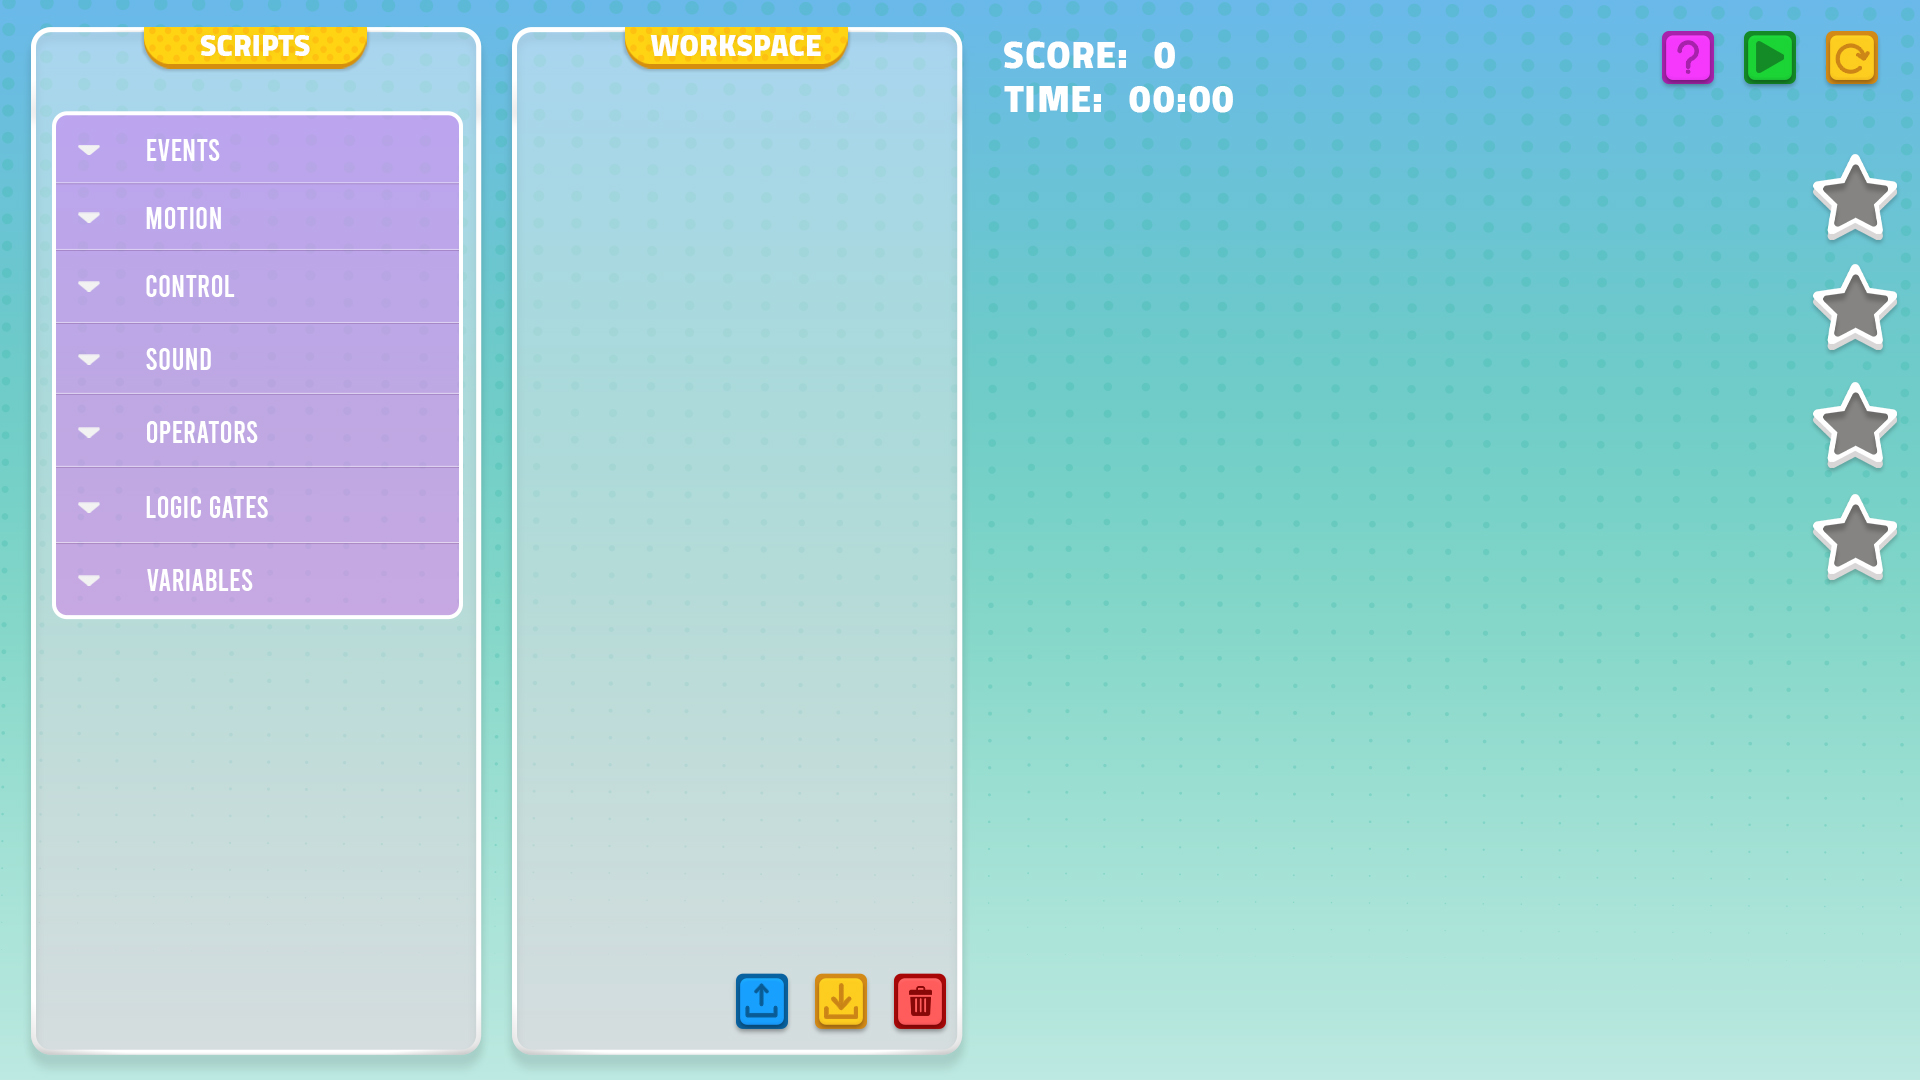 SCRIPTS
EVENTS
MOTION
CONTROL
SOUND
OPERATORS
LOGIC GATES
VARIABLES
WORKSPACE
SCORE: 0
TIME: 00:00
?